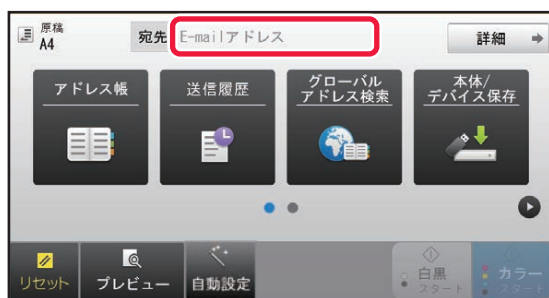 原稿
A4
宛先 E-mailアドレス
詳細
アドレス帳
送信履歴
グローバル
アドレス検索
本体/
デバイス保存
リセット
プレビュー
自動設定
白黒
スタート
カラー
スタート